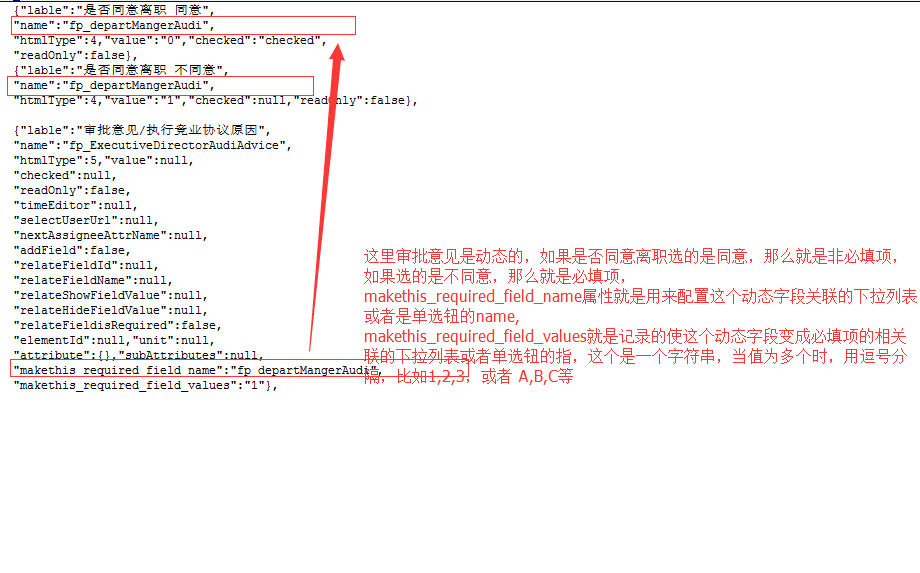 {"lable":"是否同意离职 同意",
"name":"fp_departMangerAudi",
"htmlType":4,"value":"0","checked":"checked",
"readOnly":false},
{"lable":"是否同意离职 不同意",
"name":"fp_departMangerAudi",
"htmlType":4,"value":"1","checked":null,"readOnly":false},
{"lable":"审批意见/执行竞业协议原因",
"name":"fp_ExecutiveDirectorAudiAdvice",
"htmlType":5,"value":null,
"checked":null,
"readOnly":false,
"timeEditor":null,
"selectUserUrl":null,
"nextAssigneeAttrName":null,
"addField":false,
"relateFieldId":null,
"relateFieldName":null,
"relateShowFieldValue":null,
"relateHideFieldValue":null,
"relateFieldisRequired":false,
"elementId":null,"unit":null,
"attribute":{},"subAttributes":null,
"makethis_required_field_name":"fp_departMangerAudi",
"makethis_required_field_values":"1"},
这里审批意见是动态的，如果是否同意离职选的是同意，那么就是非必填项，
如果选的是不同意，那么就是必填项，
makethis_required_field_name属性就是用来配置这个动态字段关联的下拉列表
或者是单选钮的name,
makethis_required_field_values就是记录的使这个动态字段变成必填项的相关
联的下拉列表或者单选钮的指，这个是一个字符串，当值为多个时，用逗号分
隔，比如1,2,3，或者 A,B,C等